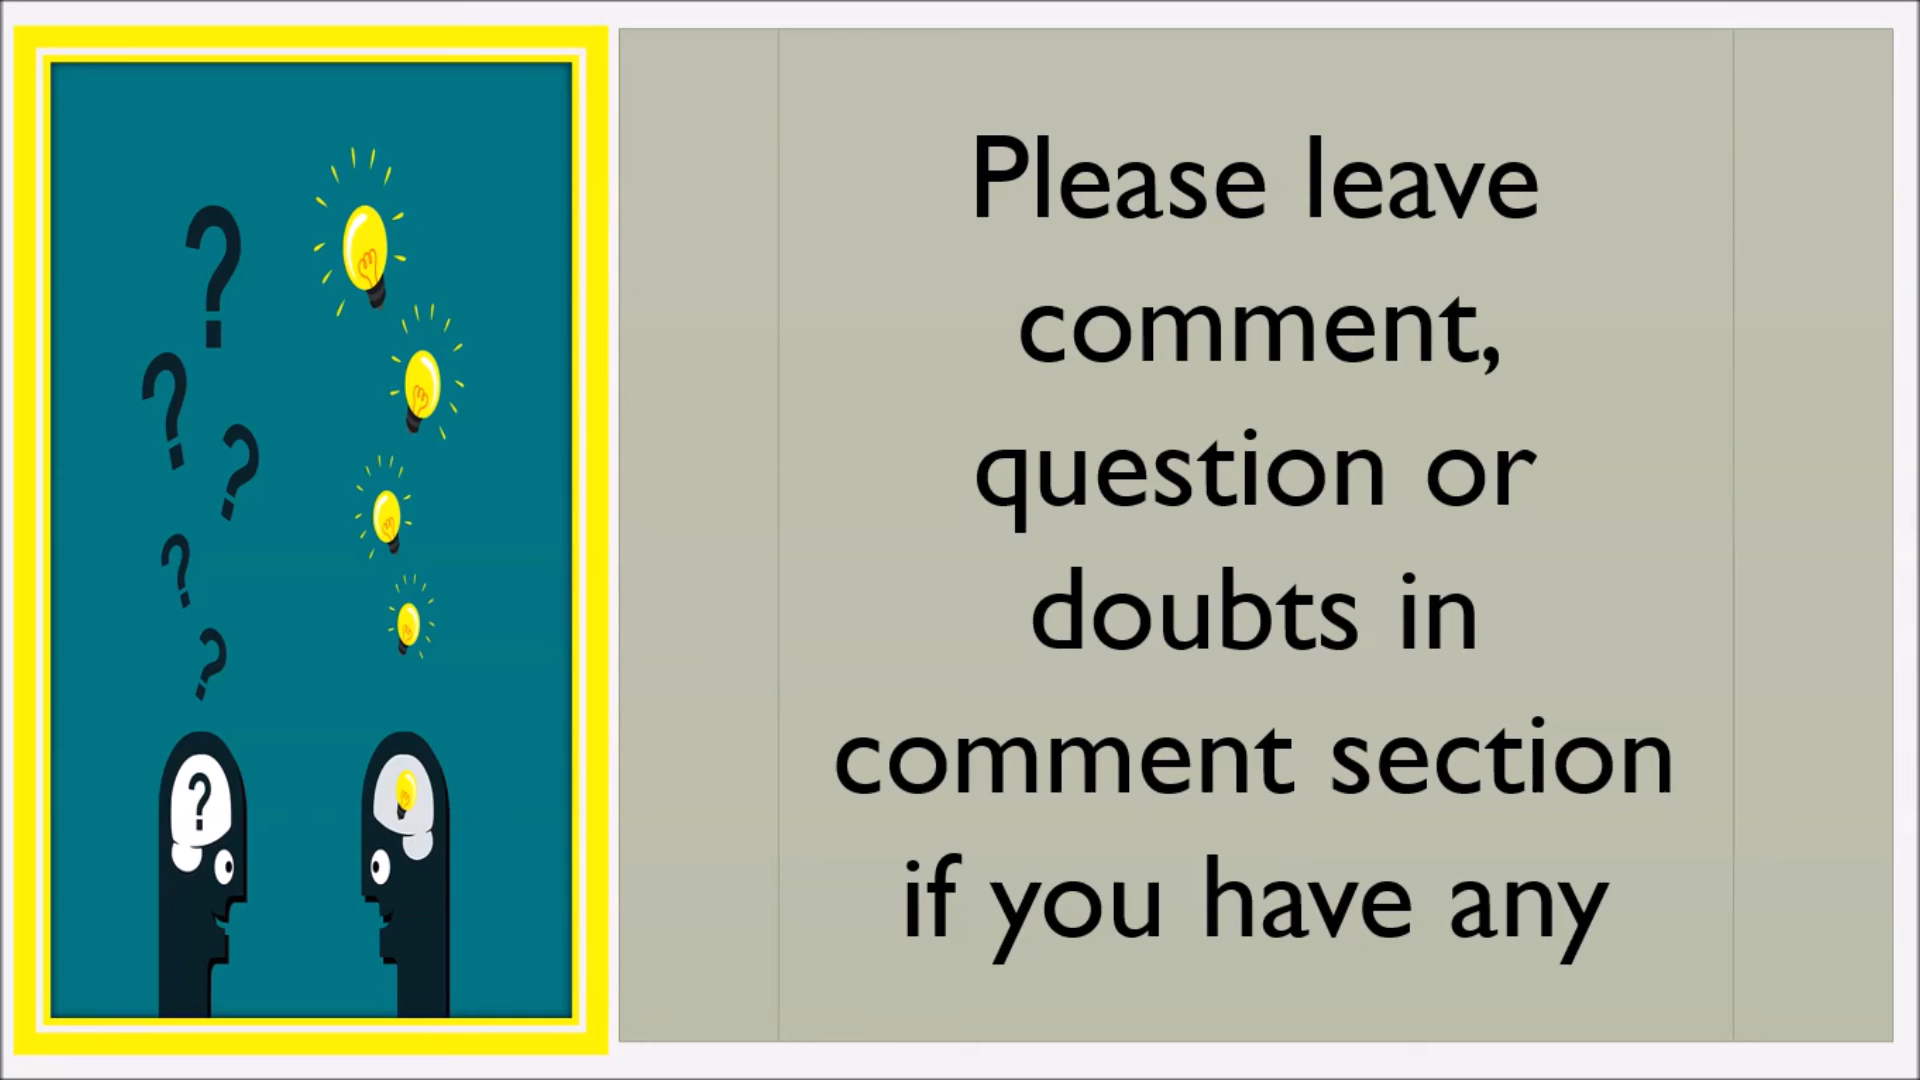 Please leave
comment,
question or
doubts in
comment section
if you have any